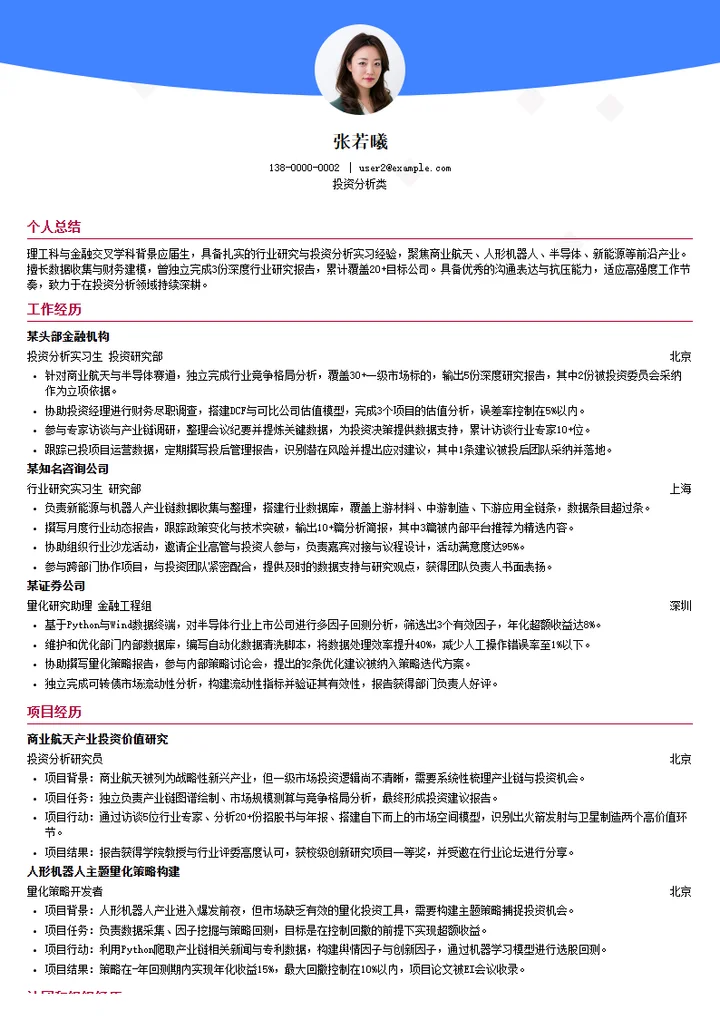 张若曦
138-0000-0002 | user2@example.com
投资分析类
个人总结
理工科与金融交叉学科背景应届生，具备扎实的行业研究与投资分析实习经验，聚焦商业航天、人形机器人、半导体、新能源等前沿产业。
擅长数据收集与财务建模，曾独立完成3份深度行业研究报告，累计覆盖20+目标公司。具备优秀的沟通表达与抗压能力，适应高强度工作节
奏，致力于在投资分析领域持续深耕。
工作经历
某头部金融机构
投资分析实习生 投资研究部 北京
• 针对商业航天与半导体赛道，独立完成行业竞争格局分析，覆盖30+一级市场标的，输出5份深度研究报告，其中2份被投资委员会采纳
作为立项依据。
• 协助投资经理进行财务尽职调查，搭建DCF与可比公司估值模型，完成3个项目的估值分析，误差率控制在5%以内。
• 参与专家访谈与产业链调研，整理会议纪要并提炼关键数据，为投资决策提供数据支持，累计访谈行业专家10+位。
• 跟踪已投项目运营数据，定期撰写投后管理报告，识别潜在风险并提出应对建议，其中1条建议被投后团队采纳并落地。
某知名咨询公司
行业研究实习生 研究部 上海
• 负责新能源与机器人产业链数据收集与整理，搭建行业数据库，覆盖上游材料、中游制造、下游应用全链条，数据条目超过条。
• 撰写月度行业动态报告，跟踪政策变化与技术突破，输出10+篇分析简报，其中3篇被内部平台推荐为精选内容。
• 协助组织行业沙龙活动，邀请企业高管与投资人参与，负责嘉宾对接与议程设计，活动满意度达95%。
• 参与跨部门协作项目，与投资团队紧密配合，提供及时的数据支持与研究观点，获得团队负责人书面表扬。
某证券公司
量化研究助理 金融工程组 深圳
• 基于Python与Wind数据终端，对半导体行业上市公司进行多因子回测分析，筛选出3个有效因子，年化超额收益达8%。
• 维护和优化部门内部数据库，编写自动化数据清洗脚本，将数据处理效率提升40%，减少人工操作错误率至1%以下。
• 协助撰写量化策略报告，参与内部策略讨论会，提出的2条优化建议被纳入策略迭代方案。
• 独立完成可转债市场流动性分析，构建流动性指标并验证其有效性，报告获得部门负责人好评。
项目经历
商业航天产业投资价值研究
投资分析研究员 北京
• 项目背景：商业航天被列为战略性新兴产业，但一级市场投资逻辑尚不清晰，需要系统性梳理产业链与投资机会。
• 项目任务：独立负责产业链图谱绘制、市场规模测算与竞争格局分析，最终形成投资建议报告。
• 项目行动：通过访谈5位行业专家、分析20+份招股书与年报、搭建自下而上的市场空间模型，识别出火箭发射与卫星制造两个高价值环
节。
• 项目结果：报告获得学院教授与行业评委高度认可，获校级创新研究项目一等奖，并受邀在行业论坛进行分享。
人形机器人主题量化策略构建
量化策略开发者 北京
• 项目背景：人形机器人产业进入爆发前夜，但市场缺乏有效的量化投资工具，需要构建主题策略捕捉投资机会。
• 项目任务：负责数据采集、因子挖掘与策略回测，目标是在控制回撤的前提下实现超额收益。
• 项目行动：利用Python爬取产业链相关新闻与专利数据，构建舆情因子与创新因子，通过机器学习模型进行选股回测。
• 项目结果：策略在一年回测期内实现年化收益15%，最大回撤控制在10%以内，项目论文被EI会议收录。